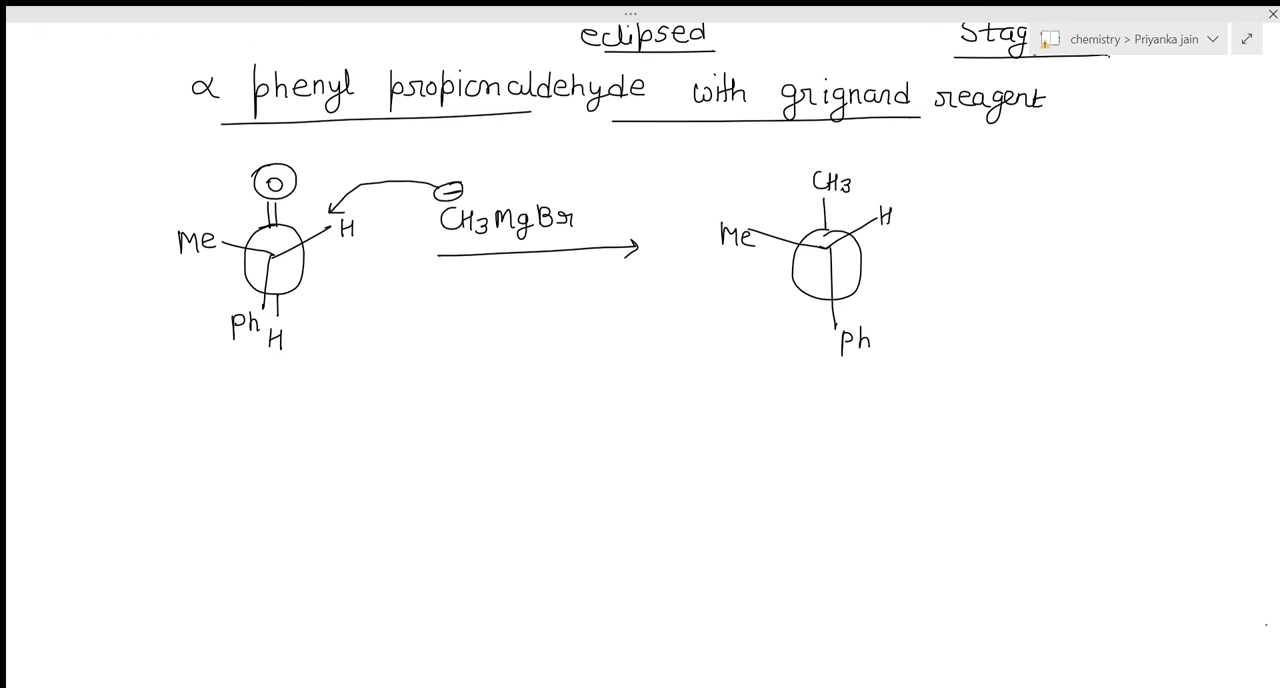 eclipsed Stag
chemistry > Priyanka jain
α phenyl propionaldehyde with grignard reagent
O CH3
Me H ⊖ CH3MgBr Me H
Ph H Ph